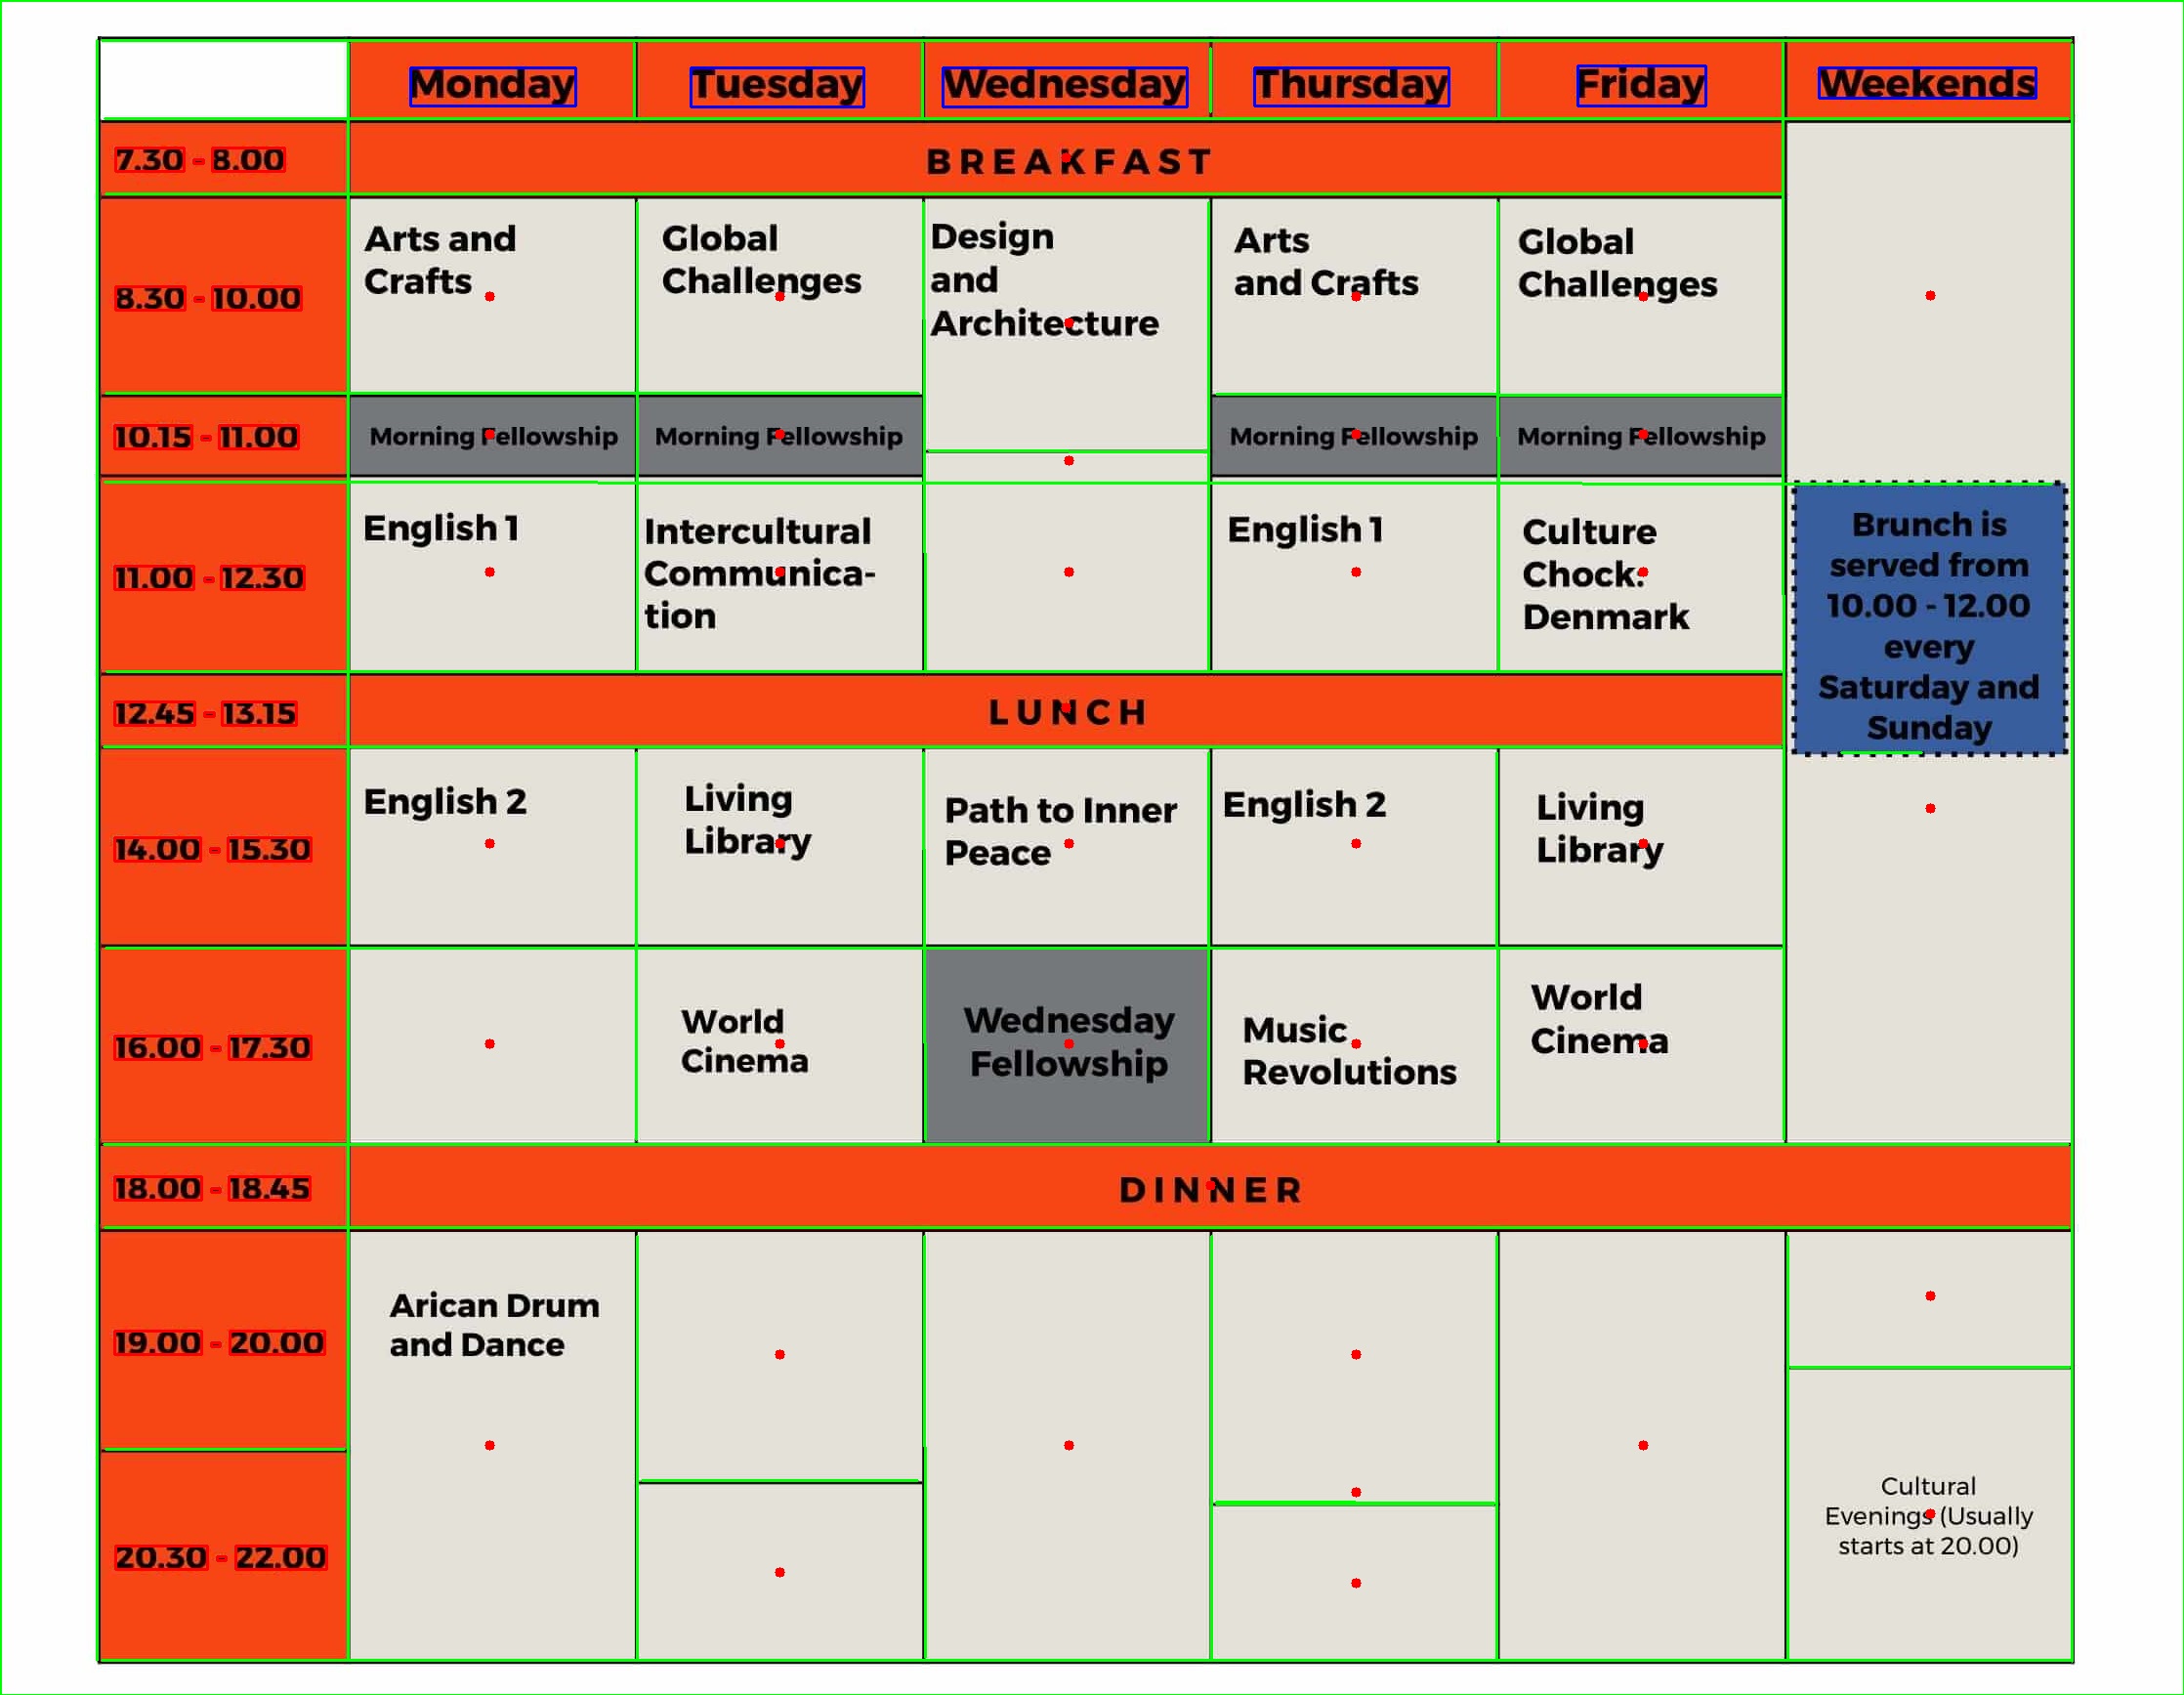 Monday Tuesday Wednesday Thursday Friday Weekends
7.30 - 8.00 BREAKFAST
8.30 - 10.00
Arts and
Crafts
Global
Challenges
Design
and
Architecture
Arts
and Crafts
Global
Challenges
10.15 - 11.00 Morning Fellowship Morning Fellowship Morning Fellowship Morning Fellowship
11.00 - 12.30
English 1
Intercultural
Communica-
tion
English 1
Culture
Chock:
Denmark
Brunch is
served from
10.00 - 12.00
every
Saturday and
Sunday
12.45 - 13.15 LUNCH
14.00 - 15.30
English 2
Living
Library
Path to Inner
Peace
English 2
Living
Library
16.00 - 17.30
World
Cinema
Wednesday
Fellowship
Music
Revolutions
World
Cinema
18.00 - 18.45 DINNER
19.00 - 20.00
Arican Drum
and Dance
20.30 - 22.00
Cultural
Evenings (Usually
starts at 20.00)